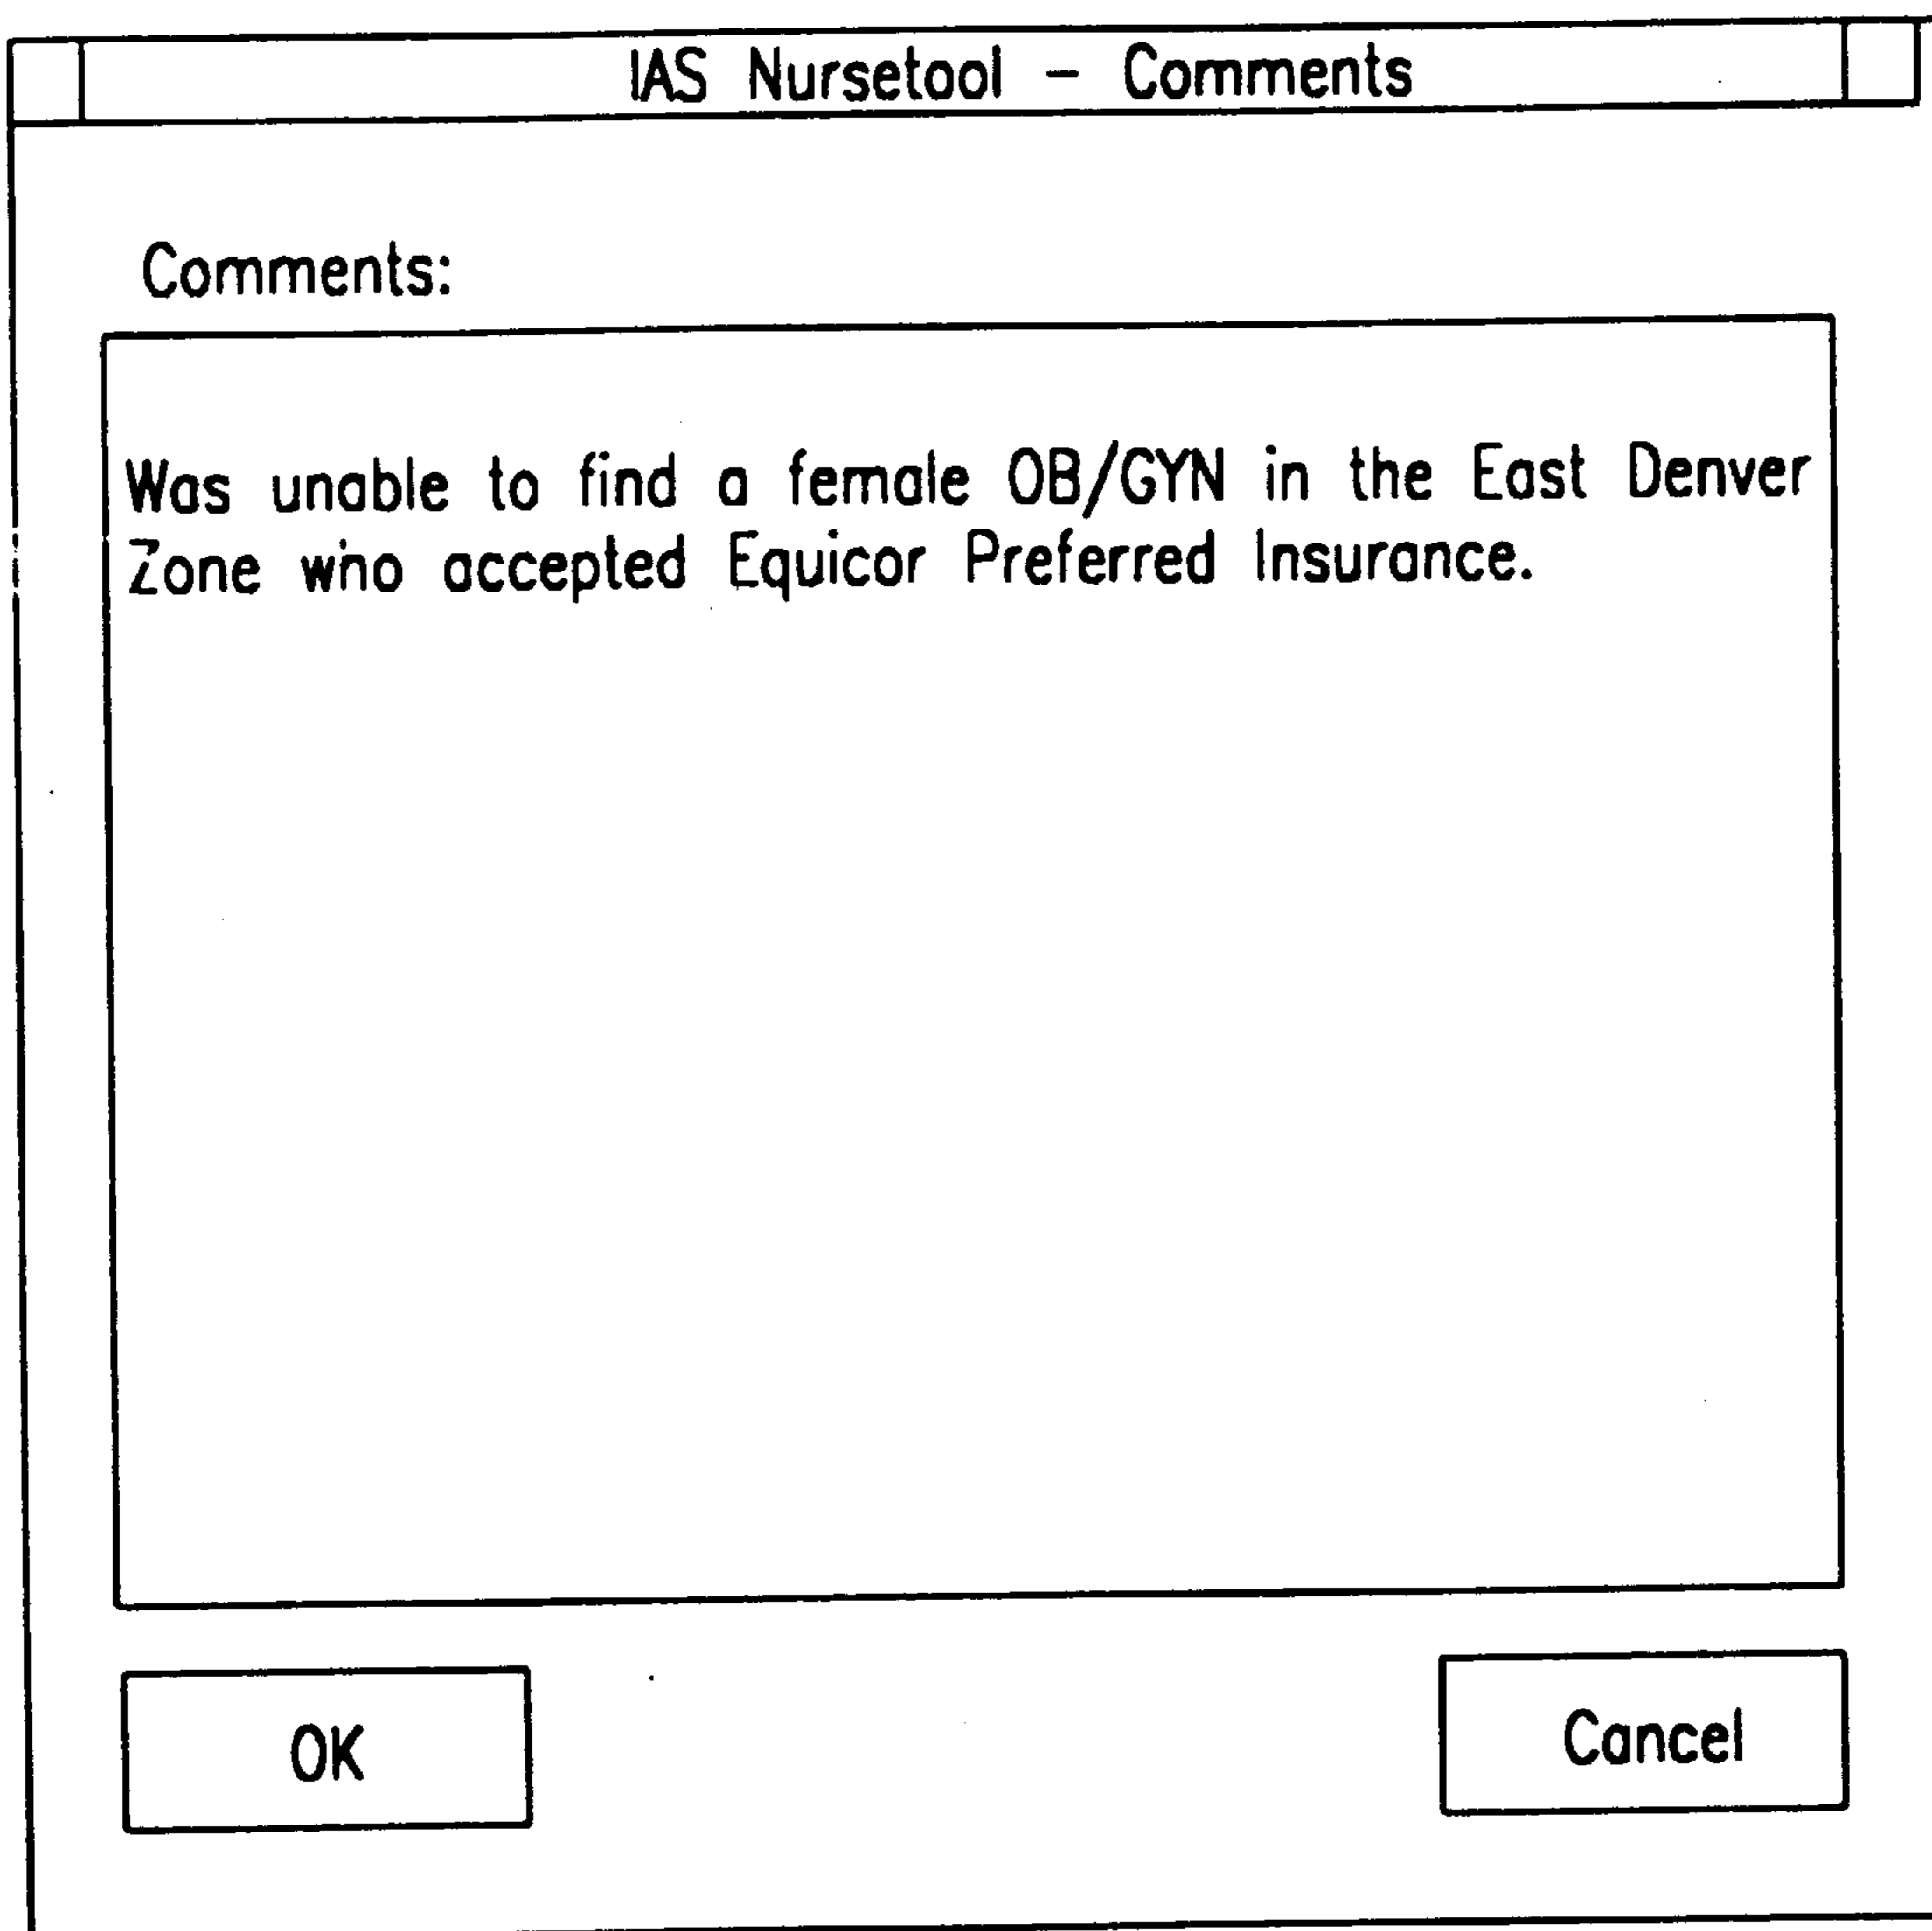 IAS Nursetool - Comments
Comments:
Was unable to find a female OB/GYN in the East Denver
Zone who accepted Equicor Preferred Insurance.
OK
Cancel